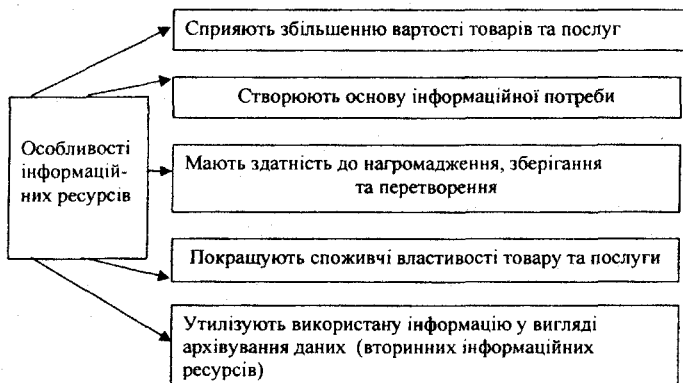 Сприяють збільшенню вартості товарів та послуг
Створюють основу інформаційної потреби
Особливості
інформацій-
них ресурсів
Мають здатність до нагромадження, зберігання
та перетворення
Покращують споживчі властивості товару та послуги
Утилізують використану інформацію у вигляді
архівування даних (вторинних інформаційних
ресурсів)